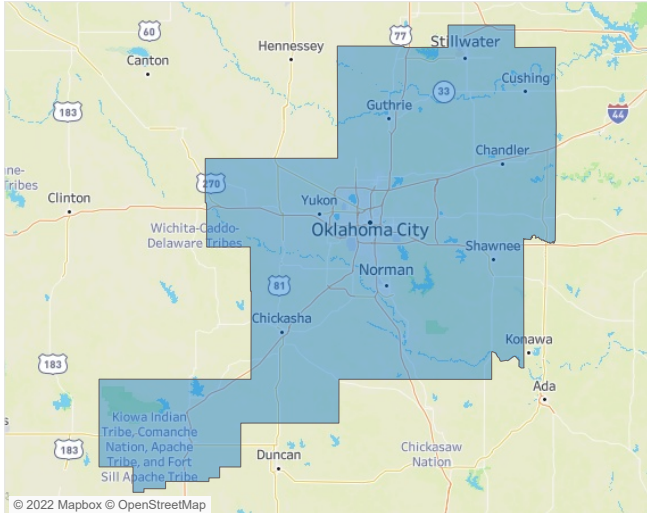 60
77
Stillwater
Hennessey
Canton
Cushing
33
Guthrie
183
44
Chandler
ne-
Tribes
270
Clinton
Yukon
Wichita-Caddo-
Delaware Tribes
Oklahoma City
Shawnee
Norman
81
Chickasha
Konawa
183
Ada
Kiowa Indian
Tribe, Comanche
Nation, Apache
Tribe, and Fort
Sill Apache Tribe
s
183
Duncan
Chickasaw
Nation
© 2022 Mapbox © OpenStreetMap